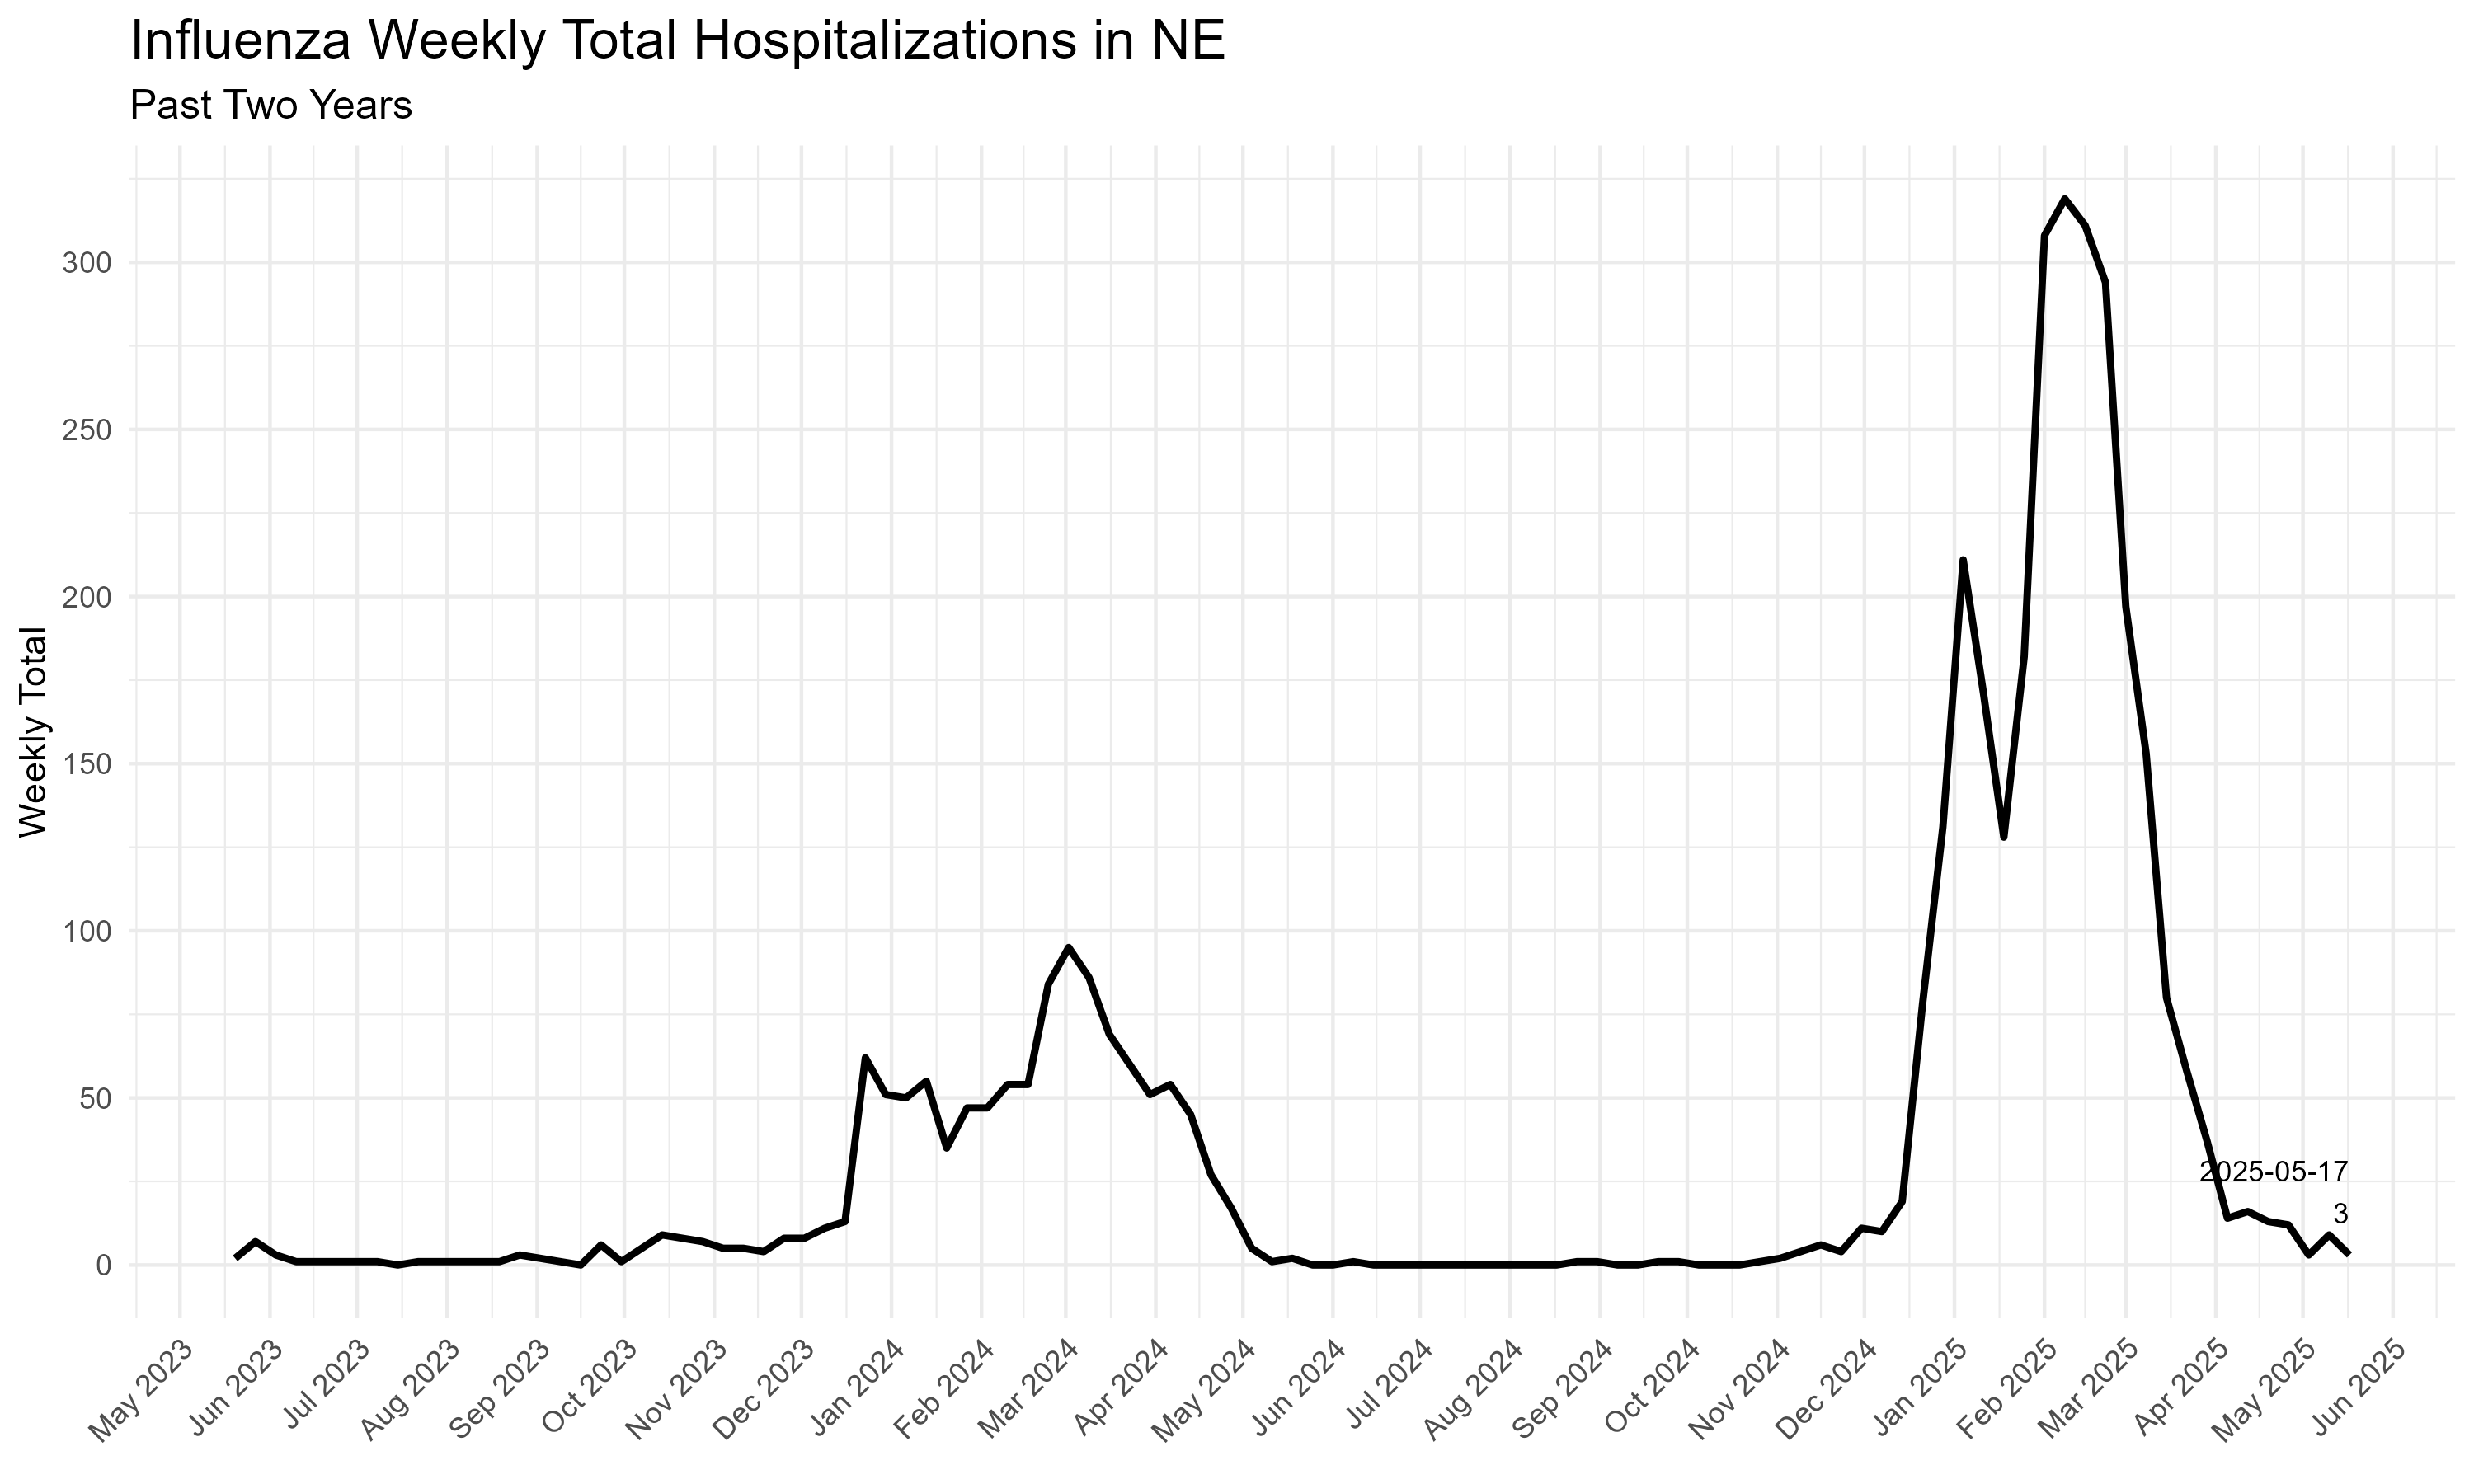 Influenza Weekly Total Hospitalizations in NE
Past Two Years
Weekly Total
300
250
200
150
100
50
0
2025-05-17
3
May 2023
Jun 2023
Jul 2023
Aug 2023
Sep 2023
Oct 2023
Nov 2023
Dec 2023
Jan 2024
Feb 2024
Mar 2024
Apr 2024
May 2024
Jun 2024
Jul 2024
Aug 2024
Sep 2024
Oct 2024
Nov 2024
Dec 2024
Jan 2025
Feb 2025
Mar 2025
Apr 2025
May 2025
Jun 2025